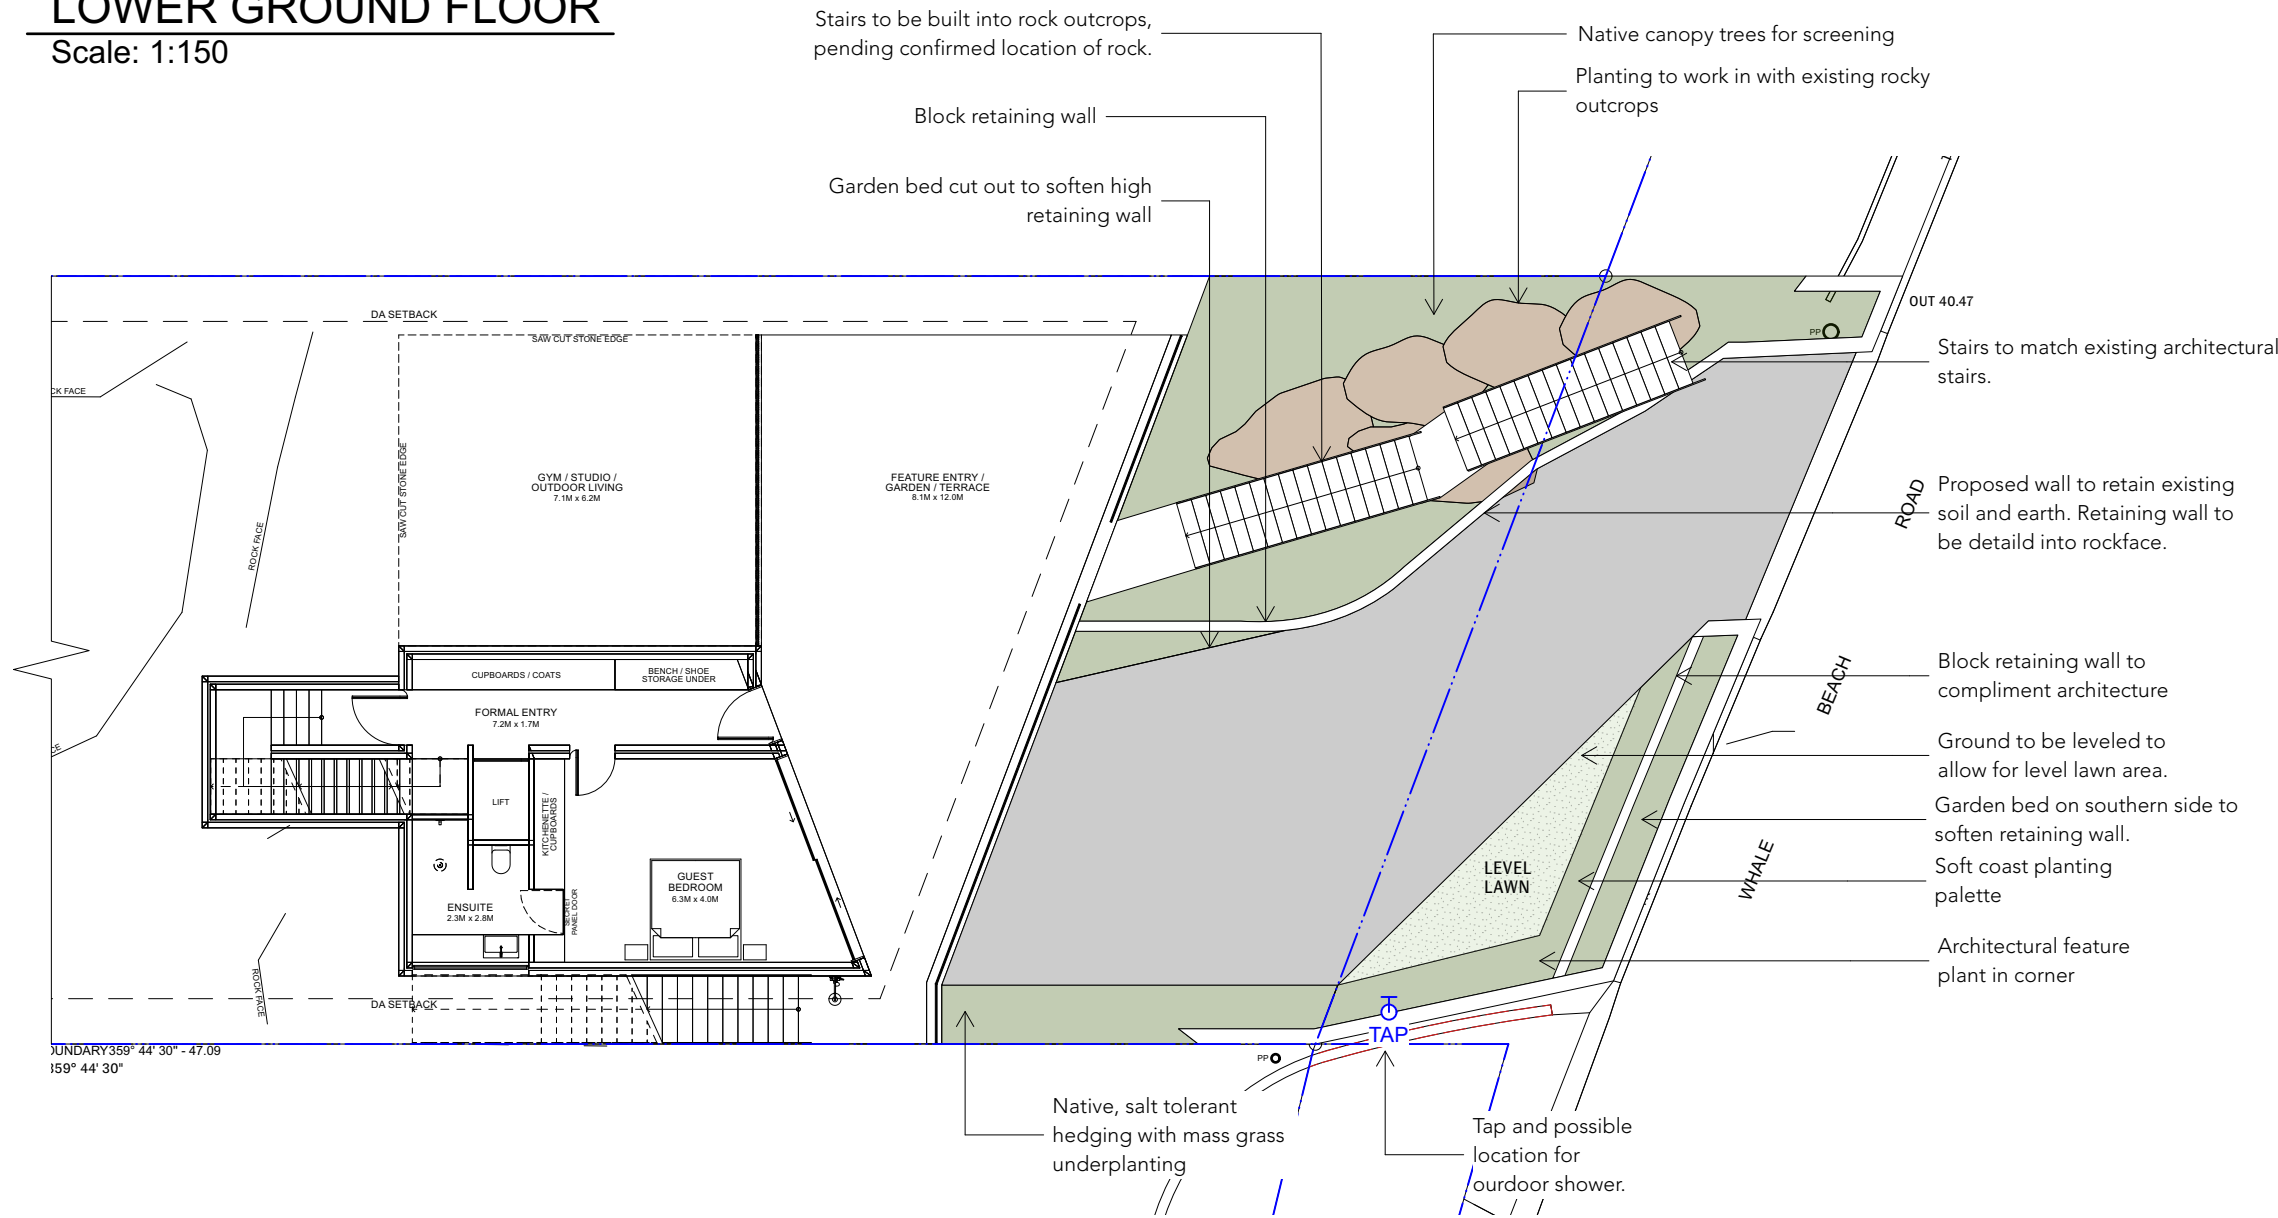 LOWER GROUND FLOOR
Scale: 1:150
Stairs to be built into rock outcrops,
pending confirmed location of rock.
Block retaining wall
Garden bed cut out to soften high
retaining wall
Native canopy trees for screening
Planting to work in with existing rocky
outcrops
OUT 40.47
PP
Stairs to match existing architectural
stairs.
Proposed wall to retain existing
soil and earth. Retaining wall to
be detaild into rockface.
ROAD
BEACH
WHALE
Block retaining wall to
compliment architecture
Ground to be leveled to
allow for level lawn area.
Garden bed on southern side to
soften retaining wall.
Soft coast planting
palette
Architectural feature
plant in corner
LEVEL
LAWN
TAP
PP
Tap and possible
location for
ourdoor shower.
Native, salt tolerant
hedging with mass grass
underplanting
DA SETBACK
SAW CUT STONE EDGE
SAW CUT STONE EDGE
CK FACE
ROCK FACE
GYM / STUDIO /
OUTDOOR LIVING
7.1M x 6.2M
FEATURE ENTRY /
GARDEN / TERRACE
8.1M x 12.0M
CUPBOARDS / COATS
BENCH / SHOE
STORAGE UNDER
FORMAL ENTRY
7.2M x 1.7M
CE
LIFT
KITCHENETTE /
CUPBOARDS
GUEST
BEDROOM
6.3M x 4.0M
ENSUITE
2.3M x 2.8M
SECRET
PANEL DOOR
ROCK FACE
DA SETBACK
OUNDARY359° 44' 30" - 47.09
359° 44' 30"